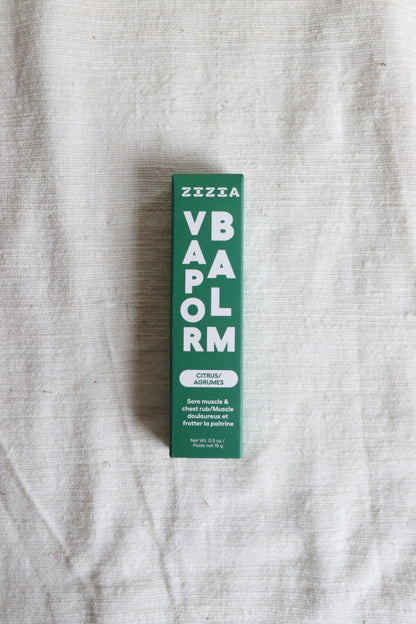 ZIZIA
VAPOR
BALM
CITRUS/
AGRUMES
Sore muscle &
chest rub/Muscle
douloureux et
frotter la poitrine
Net Wt. 0.5 oz /
Poids net 15 g